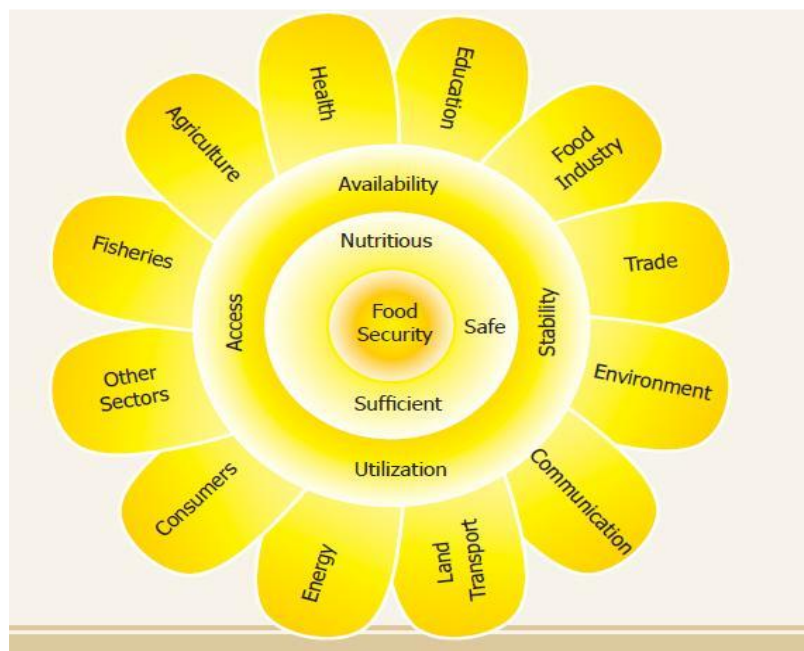 Health
Education
Agriculture
Food
Industry
Availability
Fisheries
Nutritious
Trade
Access
Food
Security
Safe
Stability
Other
Sectors
Sufficient
Environment
Utilization
Consumers
Communication
Energy
Land
Transport